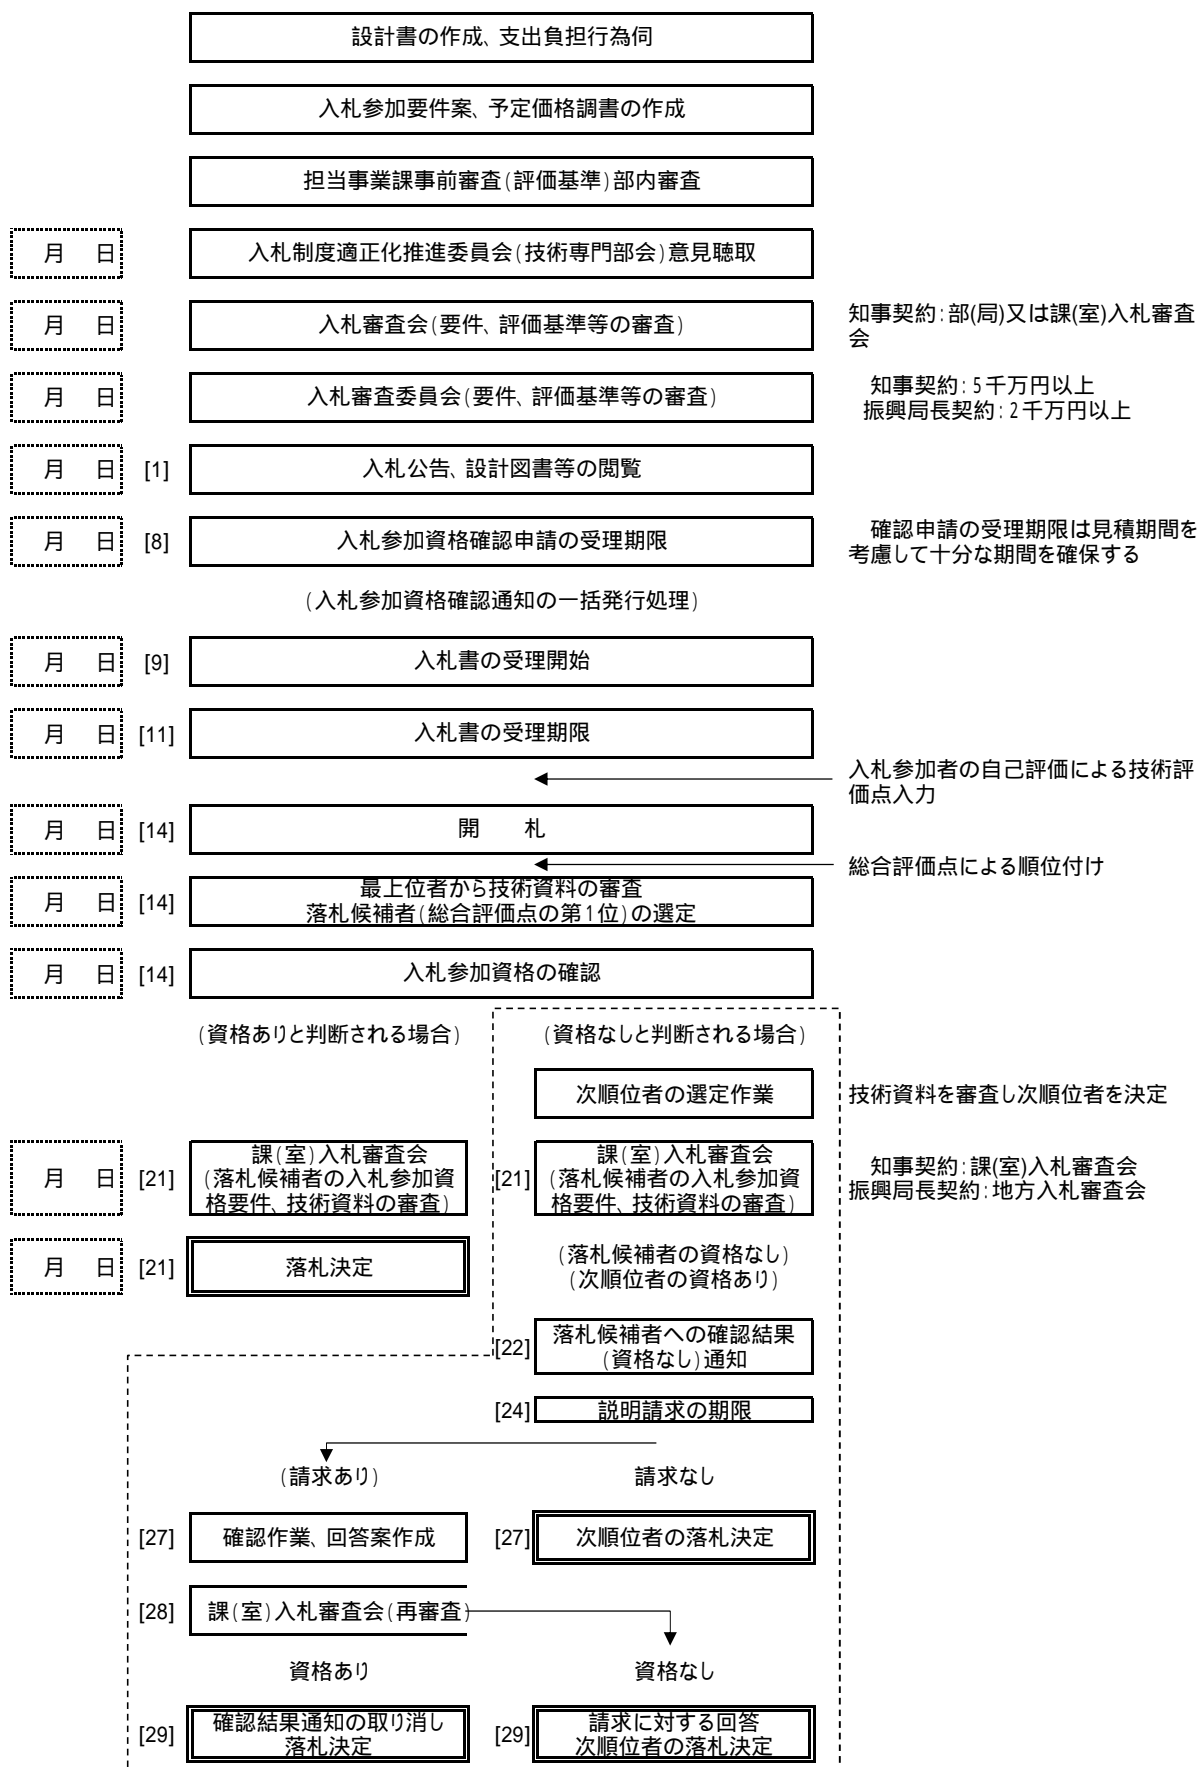 設計書の作成、支出負担行為伺
入札参加要件案、予定価格調書の作成
担当事業課事前審査(評価基準)部内審査
月 日 入札制度適正化推進委員会(技術専門部会)意見聴取
月 日 入札審査会(要件、評価基準等の審査) 知事契約:部(局)又は課(室)入札審査
会
月 日 入札審査委員会(要件、評価基準等の審査) 知事契約:5千万円以上
振興局長契約:2千万円以上
月 日 [1] 入札公告、設計図書等の閲覧
月 日 [8] 入札参加資格確認申請の受理期限 確認申請の受理期限は見積期間を
考慮して十分な期間を確保する
(入札参加資格確認通知の一括発行処理)
月 日 [9] 入札書の受理開始
月 日 [11] 入札書の受理期限
入札参加者の自己評価による技術評
価点入力
月 日 [14] 開 札
総合評価点による順位付け
月 日 [14] 最上位者から技術資料の審査
落札候補者(総合評価点の第1位)の選定
月 日 [14] 入札参加資格の確認
(資格ありと判断される場合) (資格なしと判断される場合)
次順位者の選定作業 技術資料を審査し次順位者を決定
月 日 [21] 課(室)入札審査会
(落札候補者の入札参加資
格要件、技術資料の審査)
[21] 課(室)入札審査会
(落札候補者の入札参加資
格要件、技術資料の審査)
知事契約:課(室)入札審査会
振興局長契約:地方入札審査会
月 日 [21] 落札決定
(落札候補者の資格なし)
(次順位者の資格あり)
[22] 落札候補者への確認結果
(資格なし)通知
[24] 説明請求の期限
(請求あり) 請求なし
[27] 確認作業、回答案作成 [27] 次順位者の落札決定
[28] 課(室)入札審査会(再審査)
資格あり 資格なし
[29] 確認結果通知の取り消し
落札決定
[29] 請求に対する回答
次順位者の落札決定